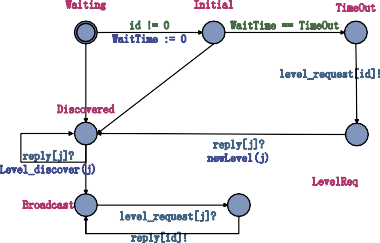 Waiting
id != 0
WaitTime := 0
Initial
WaitTime == TimeOut
TimeOut
level_request[id]!
Discovered
reply[j]?
Level_discover(j)
reply[j]?
newLevel(j)
LevelReq
Broadcast
level_request[j]?
reply[id]!